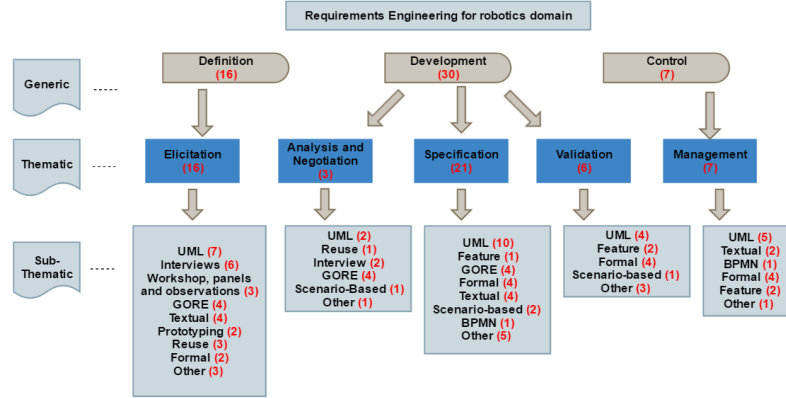 Requirements Engineering for robotics domain
Generic
Definition
(16)
Development
(30)
Control
(7)
Thematic
Elicitation
(16)
Analysis and
Negotiation
(3)
Specification
(21)
Validation
(6)
Management
(7)
Sub-
Thematic
UML (7)
Interviews (6)
Workshop, panels
and observations (3)
GORE (4)
Textual (4)
Prototyping (2)
Reuse (3)
Formal (2)
Other (3)
UML (2)
Reuse (1)
Interview (2)
GORE (4)
Scenario-Based (1)
Other (1)
UML (10)
Feature (1)
GORE (4)
Formal (4)
Textual (4)
Scenario-based (2)
BPMN (1)
Other (5)
UML (4)
Feature (2)
Formal (4)
Scenario-based (1)
Other (3)
UML (5)
Textual (2)
BPMN (1)
Formal (4)
Feature (2)
Other (1)